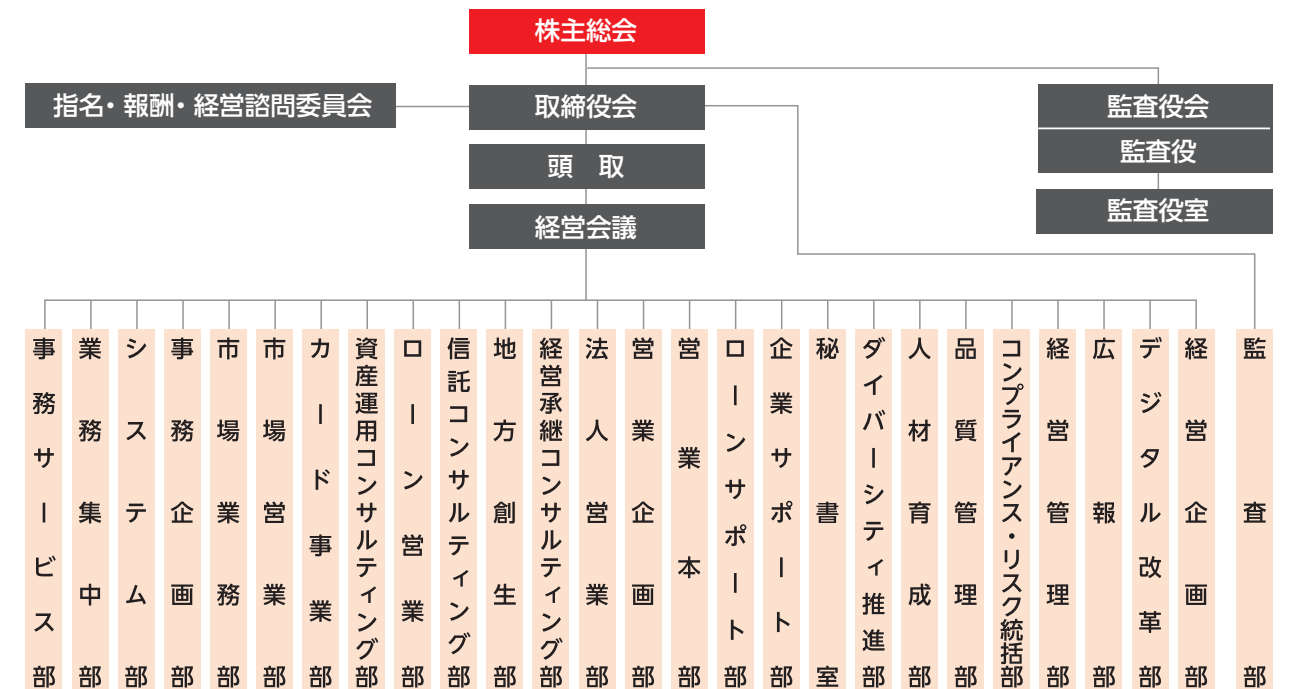 株主総会
指名・報酬・経営諮問委員会
取締役会
監査役会
監査役
頭　取
監査役室
経営会議
事務サービス部
業務集中部
システム部
事務企画部
市場業務部
市場営業部
カード事業部
資産運用コンサルティング部
ローン営業部
信託コンサルティング部
地方創生部
経営承継コンサルティング部
法人営業部
営業企画部
営業本部
ローンサポート部
企業サポート部
秘書室
ダイバーシティ推進部
人材育成部
品質管理部
コンプライアンス・リスク統括部
経営管理部
広報部
デジタル改革部
経営企画部
監査部